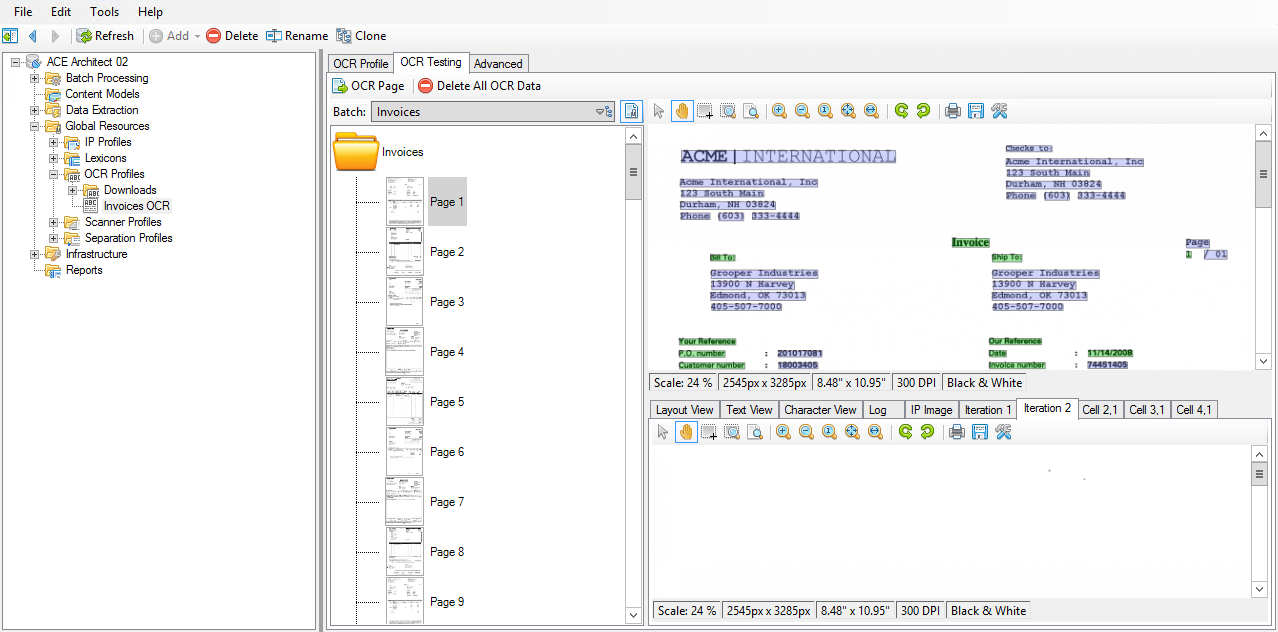 File Edit Tools Help
Refresh Add Delete Rename Clone
ACE Architect 02
Batch Processing
Content Models
Data Extraction
Global Resources
IP Profiles
Lexicons
OCR Profiles
Downloads
Invoices OCR
Scanner Profiles
Separation Profiles
Infrastructure
Reports
OCR Profile OCR Testing Advanced
OCR Page Delete All OCR Data
Batch: Invoices
Invoices
Page 1
Page 2
Page 3
Page 4
Page 5
Page 6
Page 7
Page 8
Page 9
ACME | INTERNATIONAL
Acme International, Inc
123 South Main
Durham, NH 03824
Phone (603) 333-4444
Checks to:
Acme International, Inc
123 South Main
Durham, NH 03824
Phone (603) 333-4444
Invoice
Page
1 / 01
Bill To:
Grooper Industries
13900 N Harvey
Edmond, OK 73013
405-507-7000
Ship To:
Grooper Industries
13900 N Harvey
Edmond, OK 73013
405-507-7000
Your Reference
P.O. number : 201017081
Customer number : 18003405
Our Reference
Date : 11/14/2008
Invoice number : 74451405
Scale: 24 % 2545px x 3285px 8.48" x 10.95" 300 DPI Black & White
Layout View Text View Character View Log IP Image Iteration 1 Iteration 2 Cell 2,1 Cell 3,1 Cell 4,1
Scale: 24 % 2545px x 3285px 8.48" x 10.95" 300 DPI Black & White